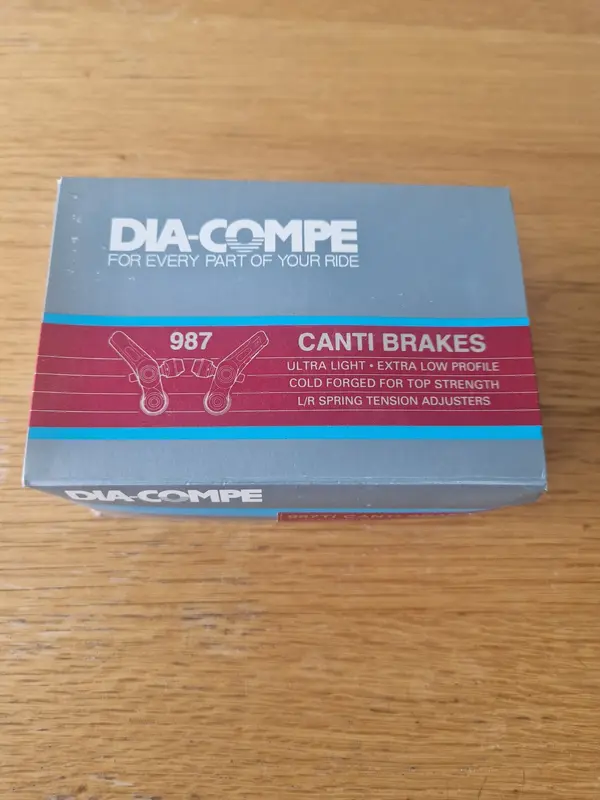 DIA-COMPE
FOR EVERY PART OF YOUR RIDE
987
CANTI BRAKES
ULTRA LIGHT • EXTRA LOW PROFILE
COLD FORGED FOR TOP STRENGTH
L/R SPRING TENSION ADJUSTERS
DIA-COMPE
CANTI